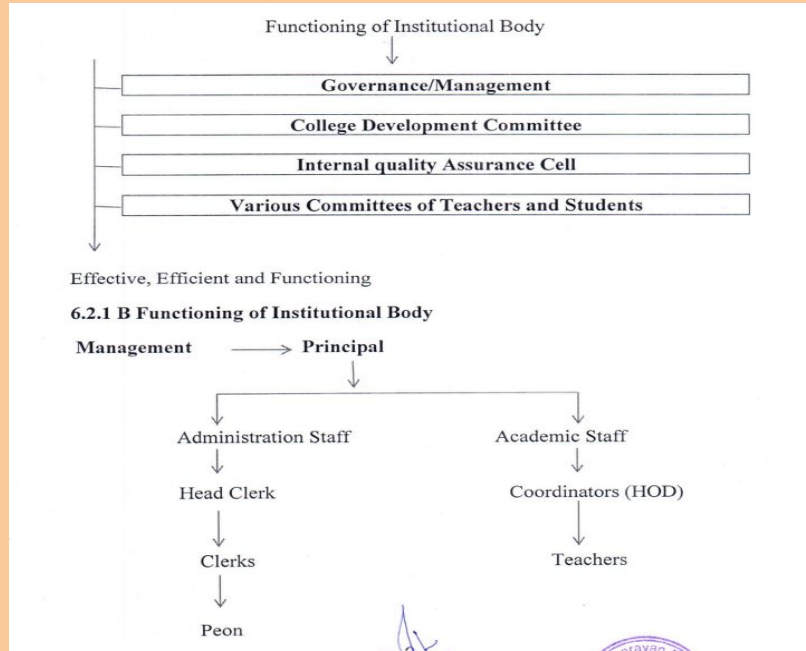 Functioning of Institutional Body
Governance/Management
College Development Committee
Internal quality Assurance Cell
Various Committees of Teachers and Students
Effective, Efficient and Functioning
6.2.1 B Functioning of Institutional Body
Management Principal
Administration Staff Academic Staff
Head Clerk Coordinators (HOD)
Clerks Teachers
Peon